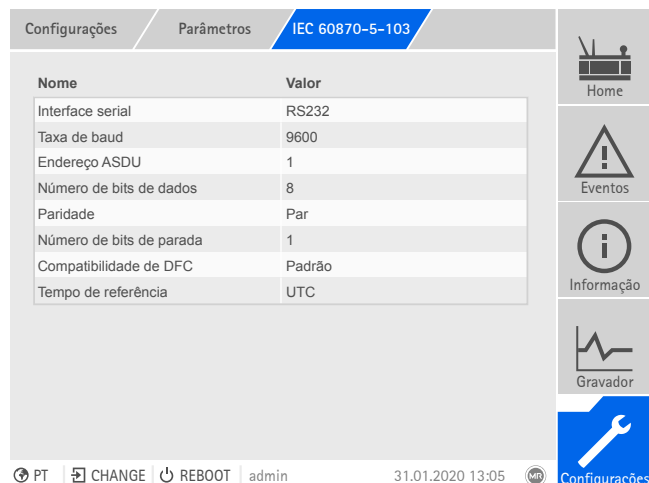 Configurações Parâmetros IEC 60870-5-103
Nome Valor
Interface serial RS232
Taxa de baud 9600
Endereço ASDU 1
Número de bits de dados 8
Paridade Par
Número de bits de parada 1
Compatibilidade de DFC Padrão
Tempo de referência UTC
Home
Eventos
Informação
Gravador
Configurações
PT CHANGE REBOOT admin 31.01.2020 13:05 MR